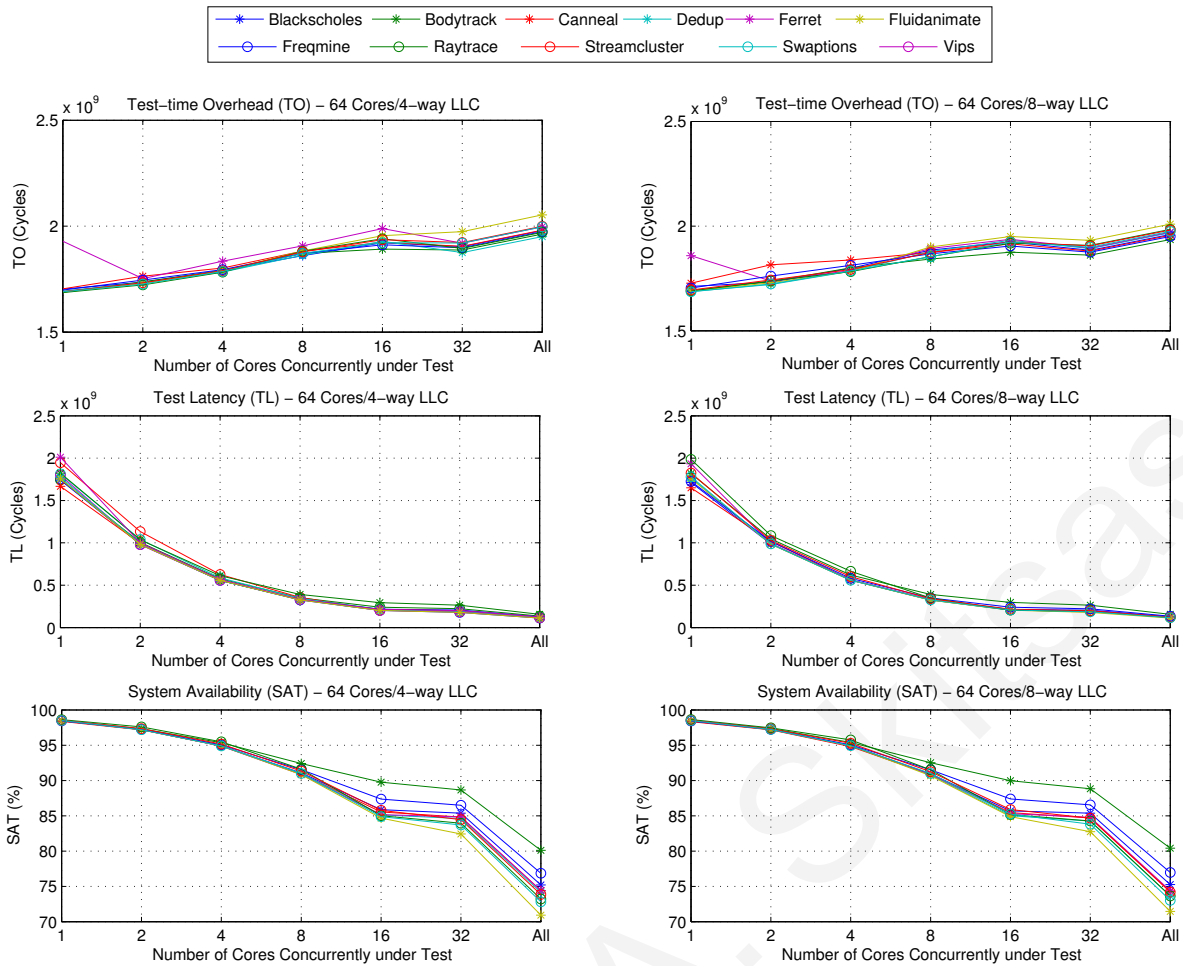 Blackscholes Bodytrack Canneal Dedup Ferret Fluidanimate
Freqmine Raytrace Streamcluster Swaptions Vips
x 10^9
Test−time Overhead (TO) − 64 Cores/4−way LLC
TO (Cycles)
2.5
2
1.5
1 2 4 8 16 32 All
Number of Cores Concurrently under Test
x 10^9
Test−time Overhead (TO) − 64 Cores/8−way LLC
TO (Cycles)
2.5
2
1.5
1 2 4 8 16 32 All
Number of Cores Concurrently under Test
x 10^9
Test Latency (TL) − 64 Cores/4−way LLC
TL (Cycles)
2.5
2
1.5
1
0.5
0
1 2 4 8 16 32 All
Number of Cores Concurrently under Test
x 10^9
Test Latency (TL) − 64 Cores/8−way LLC
TL (Cycles)
2.5
2
1.5
1
0.5
0
1 2 4 8 16 32 All
Number of Cores Concurrently under Test
System Availability (SAT) − 64 Cores/4−way LLC
SAT (%)
100
95
90
85
80
75
70
1 2 4 8 16 32 All
Number of Cores Concurrently under Test
System Availability (SAT) − 64 Cores/8−way LLC
SAT (%)
100
95
90
85
80
75
70
1 2 4 8 16 32 All
Number of Cores Concurrently under Test
A. Skitsas